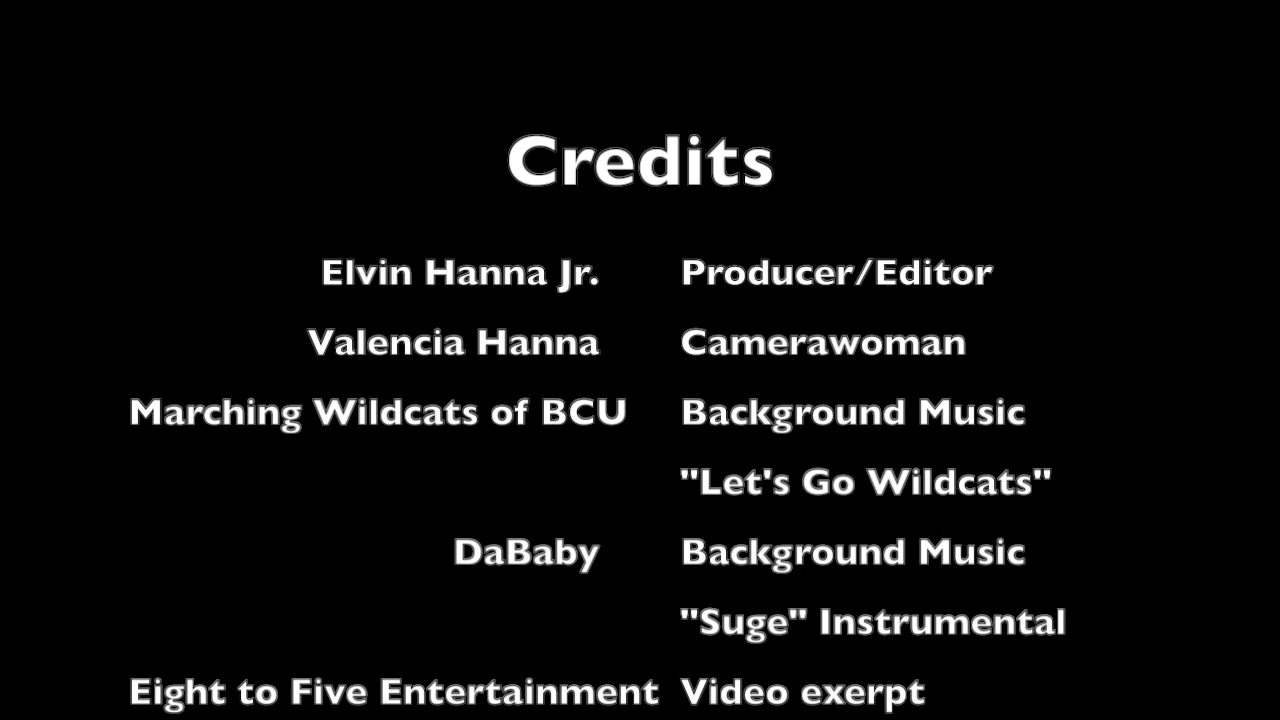 Credits
Elvin Hanna Jr. Producer/Editor
Valencia Hanna Camerawoman
Marching Wildcats of BCU Background Music
"Let's Go Wildcats"
DaBaby Background Music
"Suge" Instrumental
Eight to Five Entertainment Video exerpt